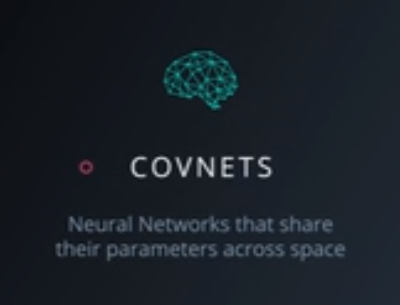 COVNETS
Neural Networks that share
their parameters across space